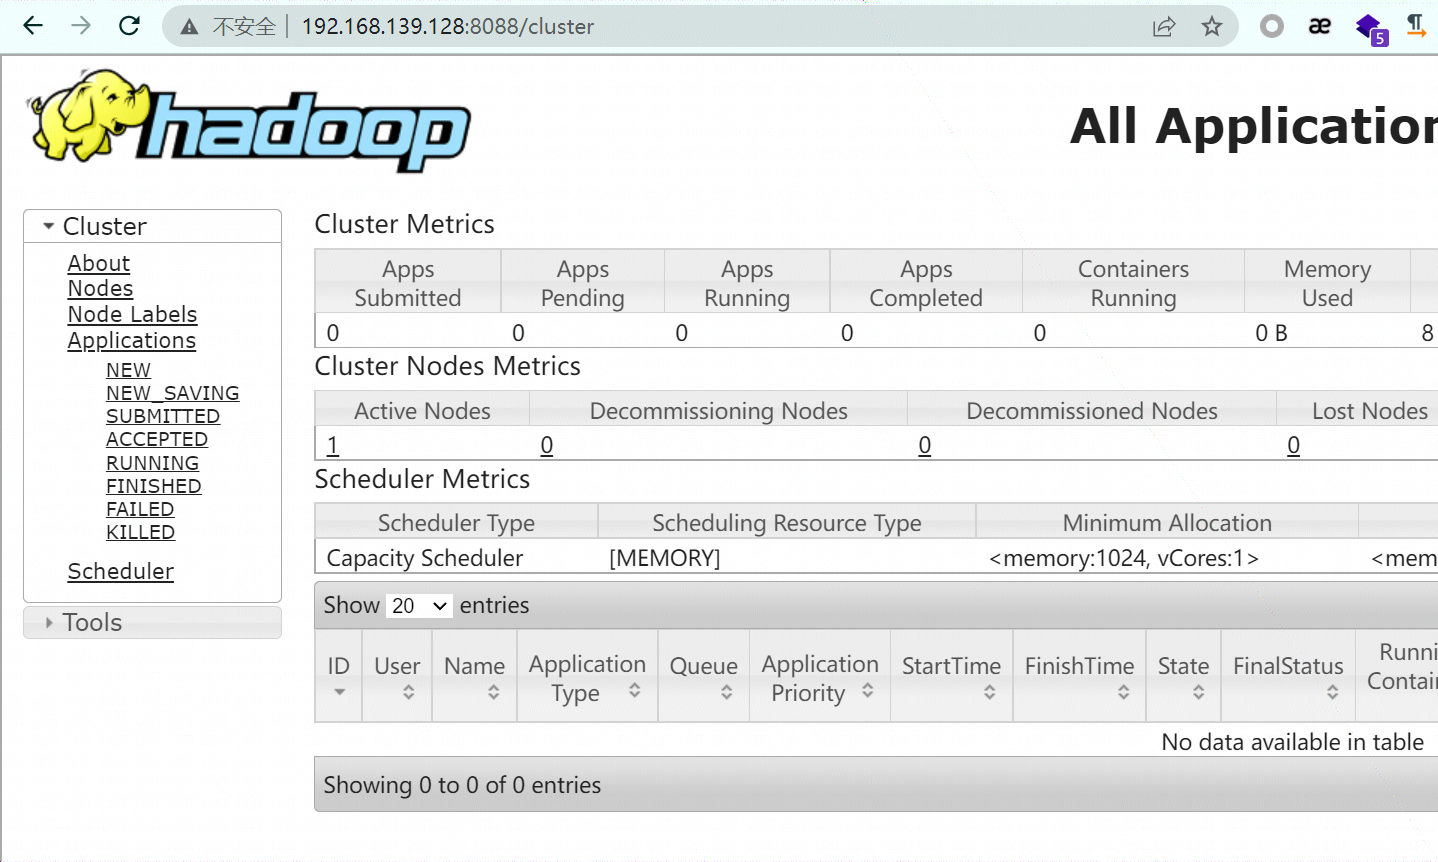 不安全 192.168.139.128:8088/cluster
æ 5
hadoop
All Application
Cluster
About
Nodes
Node Labels
Applications
NEW
NEW_SAVING
SUBMITTED
ACCEPTED
RUNNING
FINISHED
FAILED
KILLED
Scheduler
Tools
Cluster Metrics
Apps Submitted Apps Pending Apps Running Apps Completed Containers Running Memory Used
0 0 0 0 0 0 B 8
Cluster Nodes Metrics
Active Nodes Decommissioning Nodes Decommissioned Nodes Lost Nodes
1 0 0 0
Scheduler Metrics
Scheduler Type Scheduling Resource Type Minimum Allocation
Capacity Scheduler [MEMORY] <memory:1024, vCores:1> <mem
Show 20 entries
ID User Name Application Type Queue Application Priority StartTime FinishTime State FinalStatus Runni Contai
No data available in table
Showing 0 to 0 of 0 entries